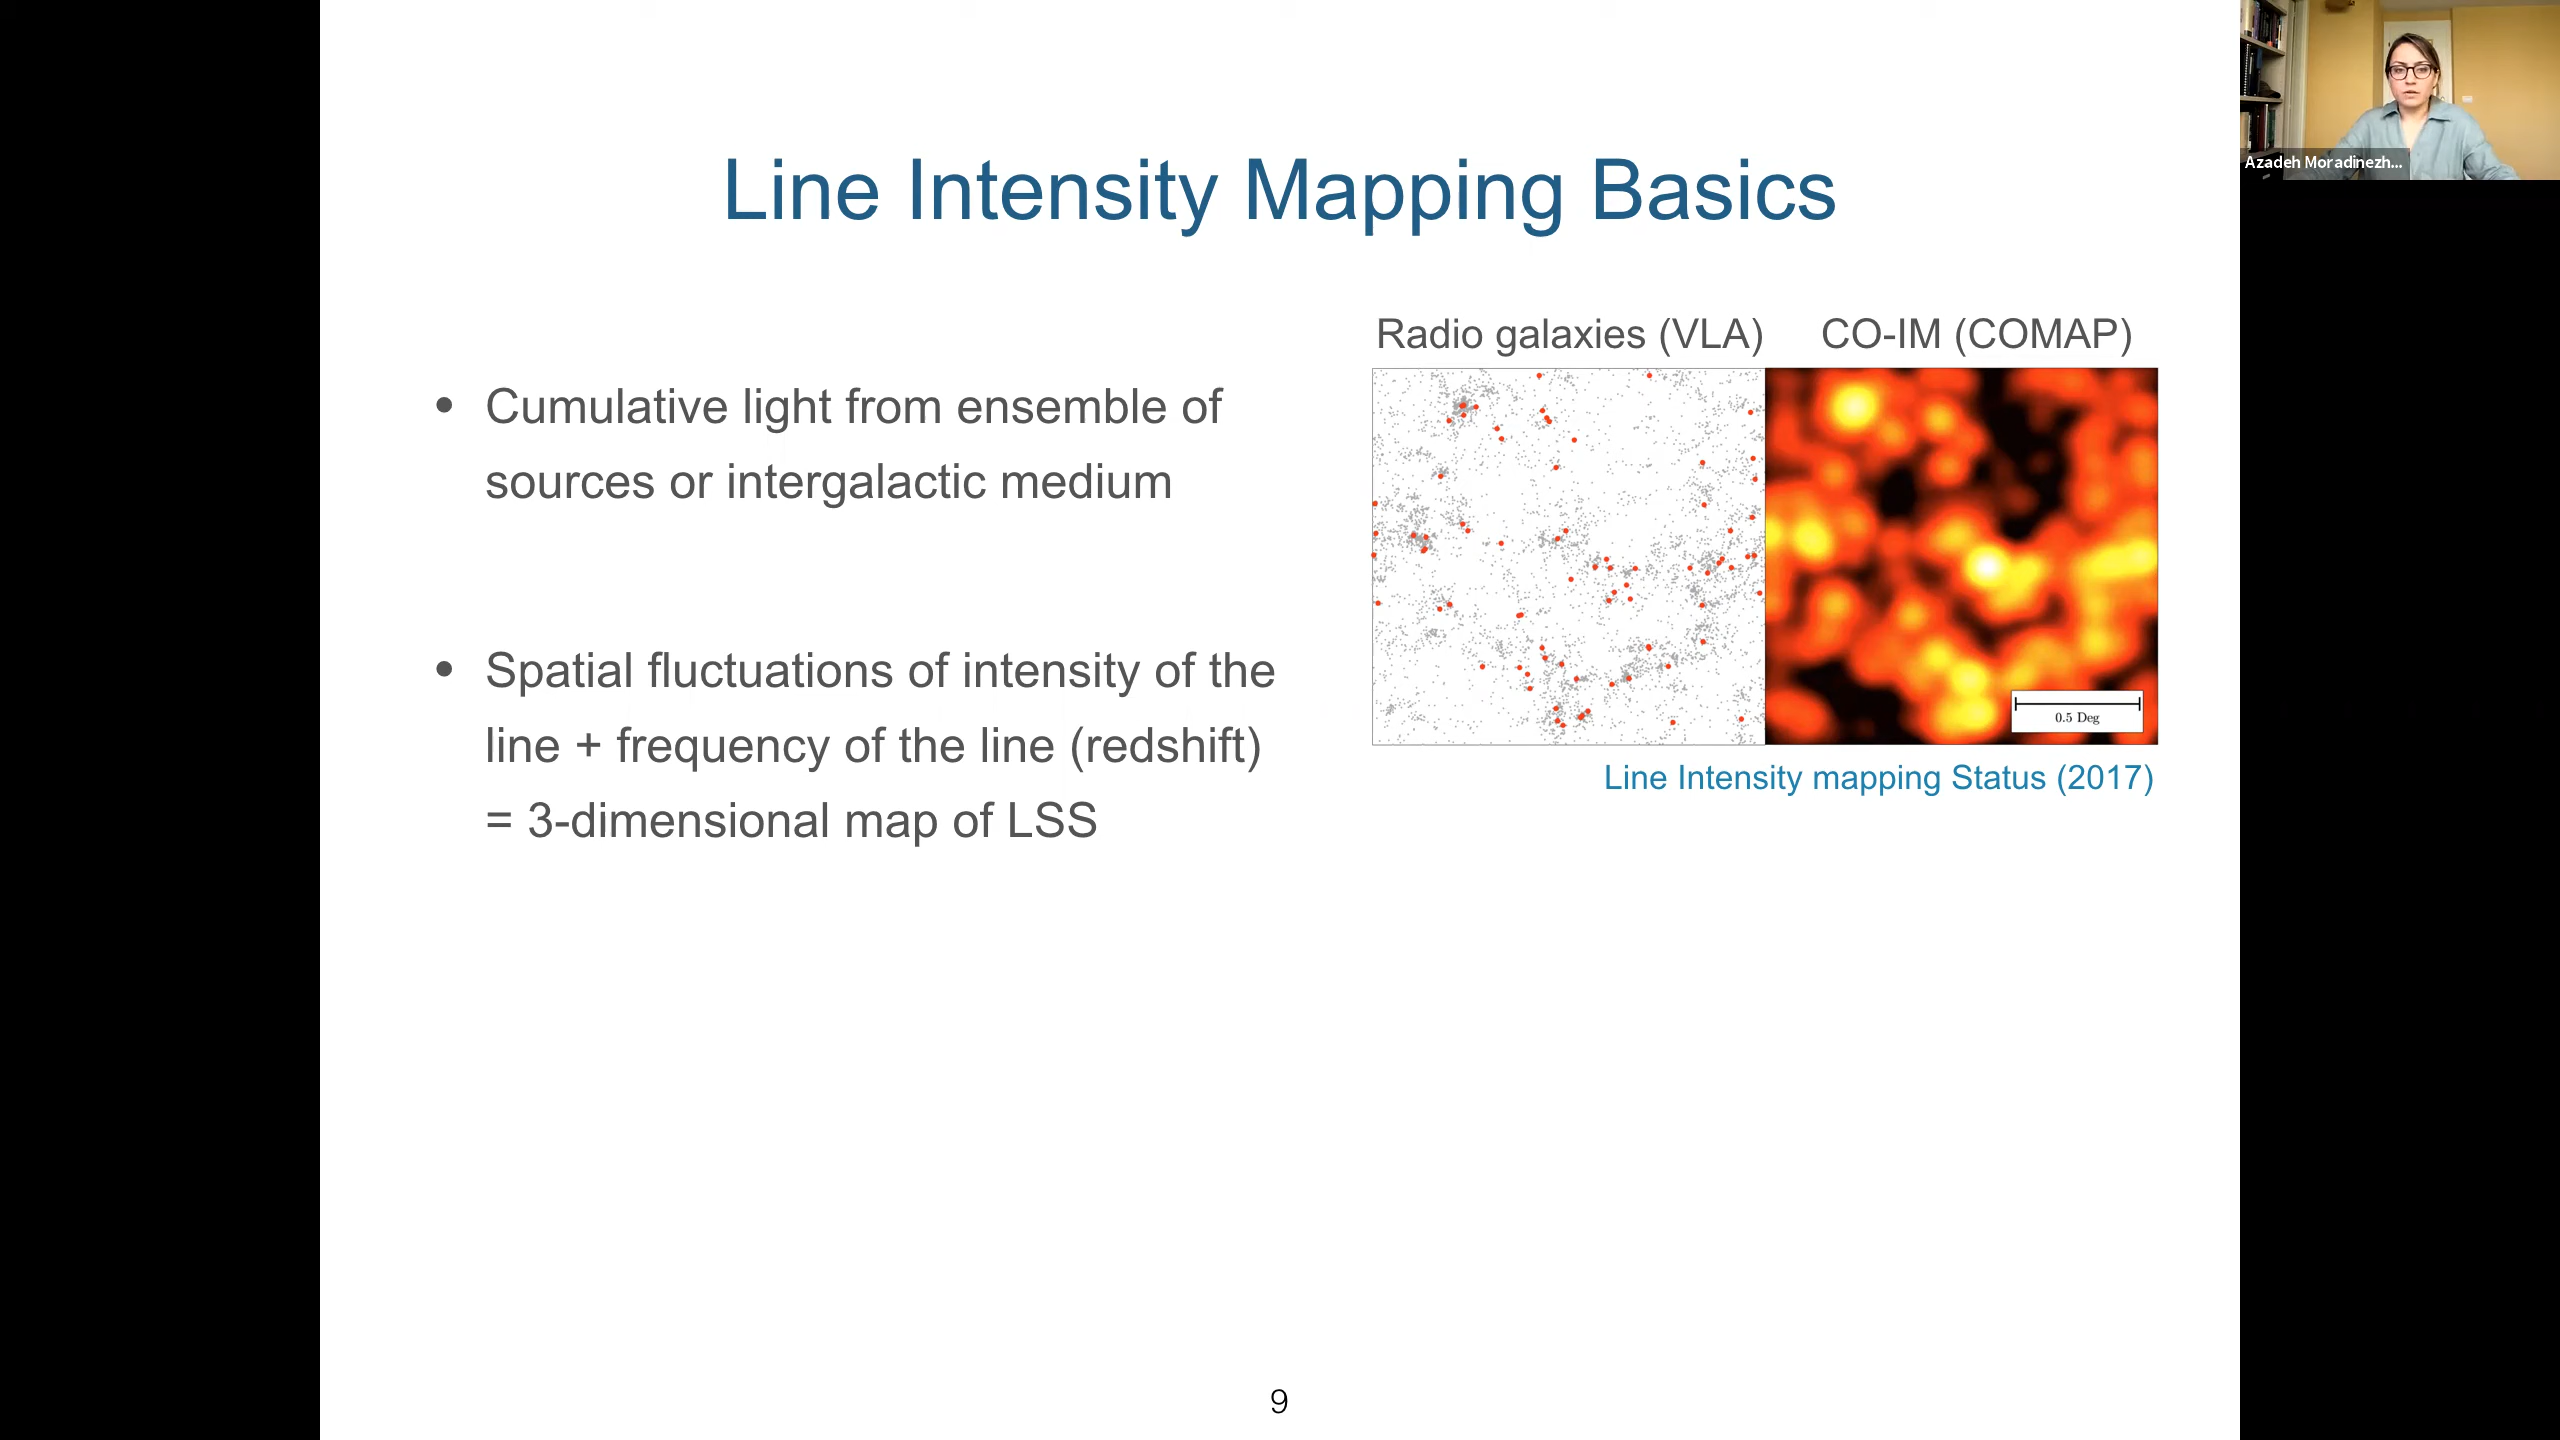 Line Intensity Mapping Basics
• Cumulative light from ensemble of
sources or intergalactic medium
• Spatial fluctuations of intensity of the
line + frequency of the line (redshift)
= 3-dimensional map of LSS
Radio galaxies (VLA) CO-IM (COMAP)
0.5 Deg
Line Intensity mapping Status (2017)
9
Azadeh Moradinezh...